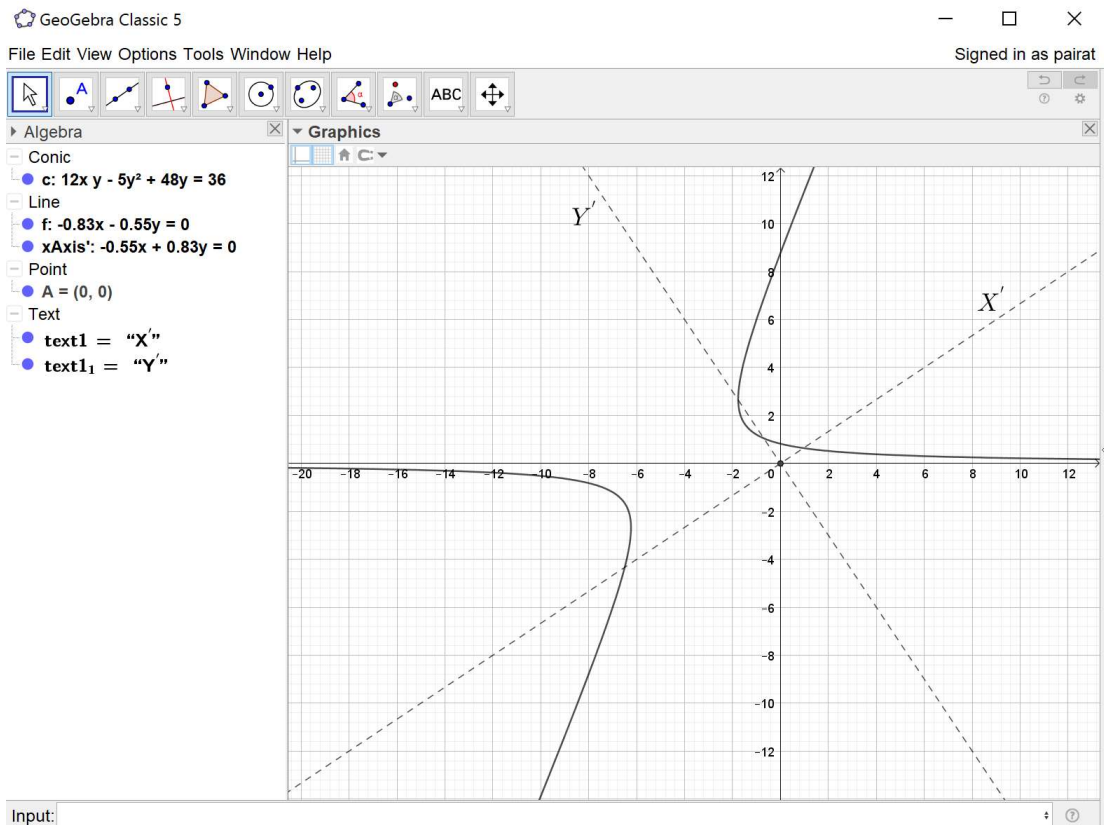 GeoGebra Classic 5
File Edit View Options Tools Window Help
Signed in as pairat
A
α
α
ABC
Algebra
Graphics
Conic
c: 12x y - 5y² + 48y = 36
Line
f: -0.83x - 0.55y = 0
xAxis': -0.55x + 0.83y = 0
Point
A = (0, 0)
Text
text1 = “X′”
text1₁ = “Y′”
Y′
X′
12
10
8
6
4
2
−20 −18 −16 −14 −12 −10 −8 −6 −4 −2 0 2 4 6 8 10 12
−2
−4
−6
−8
−10
−12
Input: